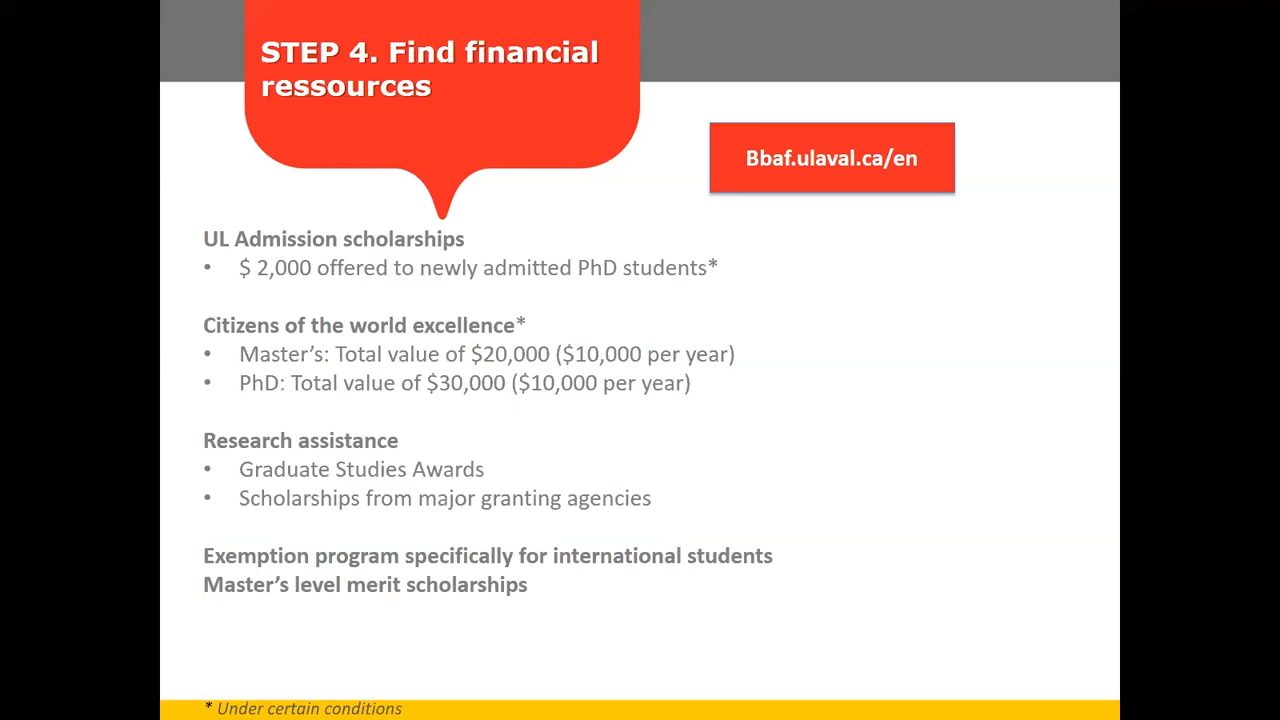 STEP 4. Find financial
ressources
Bbaf.ulaval.ca/en
UL Admission scholarships
• $ 2,000 offered to newly admitted PhD students*
Citizens of the world excellence*
• Master’s: Total value of $20,000 ($10,000 per year)
• PhD: Total value of $30,000 ($10,000 per year)
Research assistance
• Graduate Studies Awards
• Scholarships from major granting agencies
Exemption program specifically for international students
Master’s level merit scholarships
* Under certain conditions